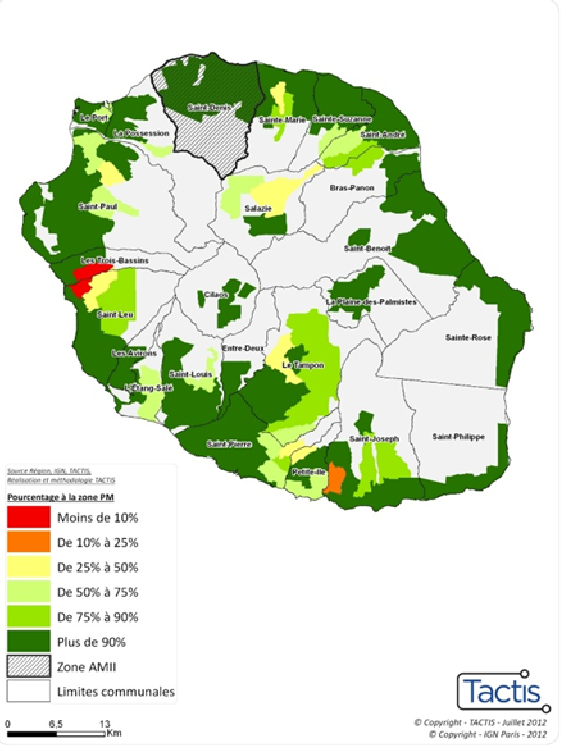 Saint-Denis
Le Port
La Possession
Sainte-Marie
Sainte-Suzanne
Saint-André
Bras-Panon
Saint-Paul
Salazie
Saint-Benoit
Les Trois-Bassins
Cilaos
La Plaine-des-Palmistes
Saint-Leu
Sainte-Rose
Les Avirons
Entre-Deux
Saint-Louis
Le Tampon
L'Étang-Salé
Saint-Pierre
Saint-Joseph
Saint-Philippe
Petite-Ile
Source Région, IGN, TACTIS.
Réalisation et méthodologie TACTIS
Pourcentage à la zone PM
Moins de 10%
De 10% à 25%
De 25% à 50%
De 50% à 75%
De 75% à 90%
Plus de 90%
Zone AMII
Limites communales
0 6,5 13
Km
Tactis
© Copyright - TACTIS - Juillet 2012
© Copyright - IGN Paris - 2012